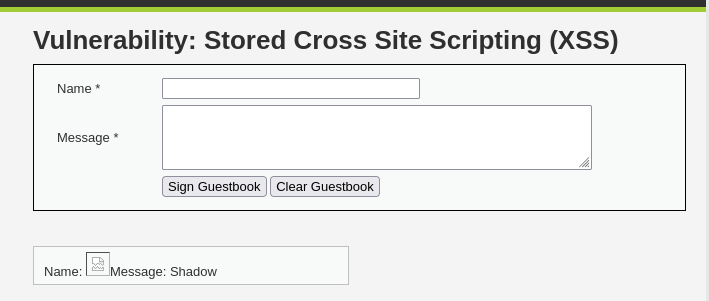 Vulnerability: Stored Cross Site Scripting (XSS)
Name *
Message *
Sign Guestbook Clear Guestbook
Name: Message: Shadow